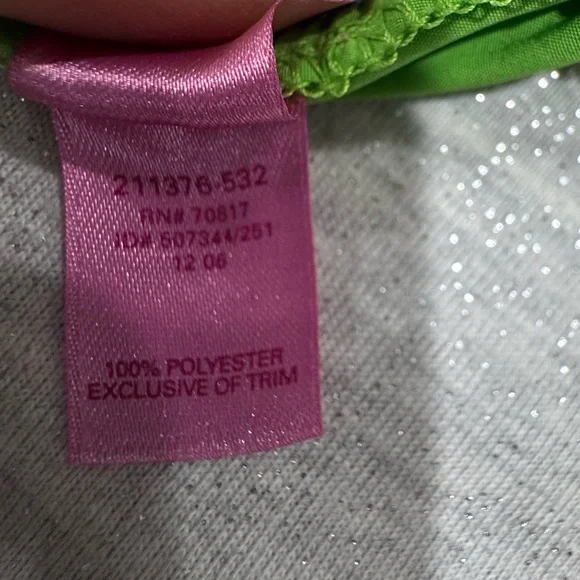 211376-532
RN# 70817
ID# 507344/251
12 06
100% POLYESTER
EXCLUSIVE OF TRIM